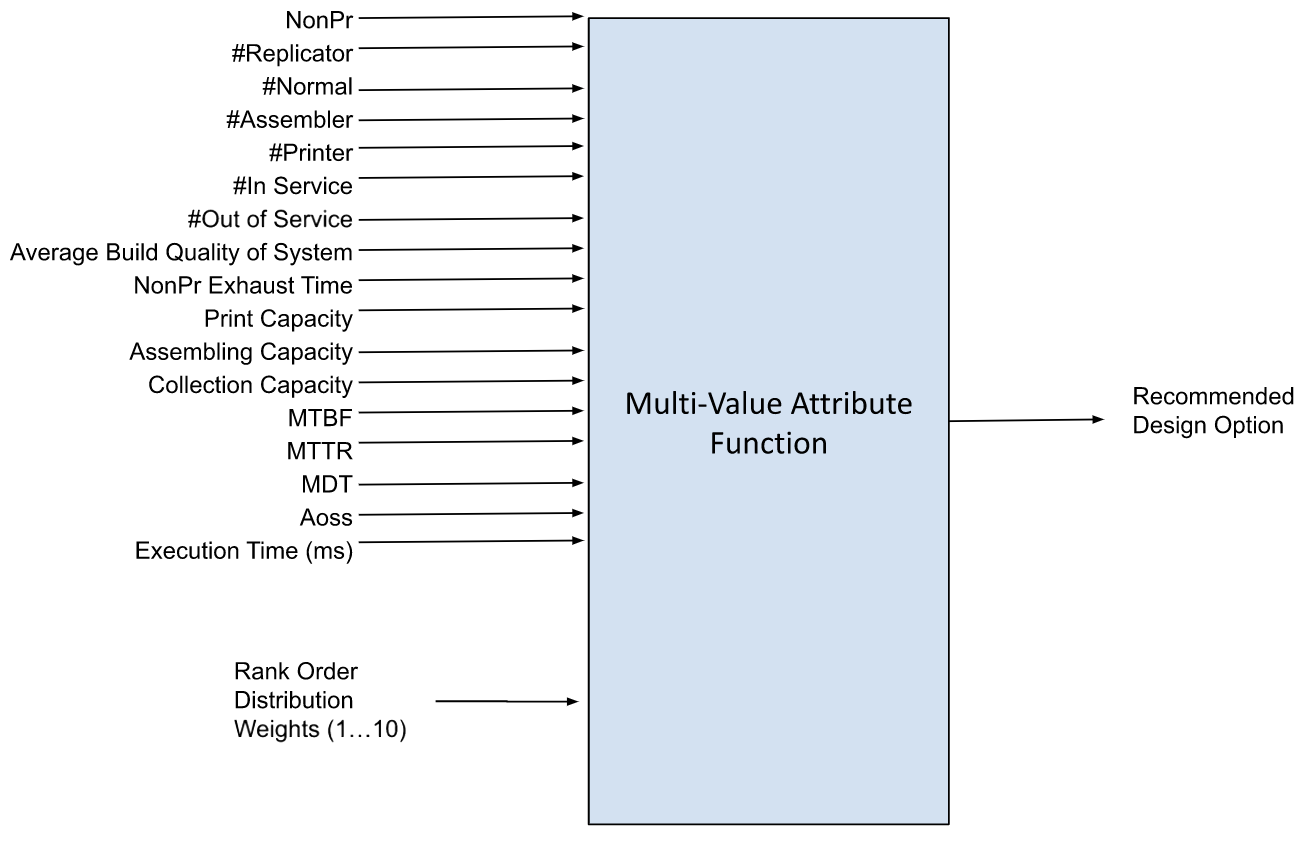 NonPr
#Replicator
#Normal
#Assembler
#Printer
#In Service
#Out of Service
Average Build Quality of System
NonPr Exhaust Time
Print Capacity
Assembling Capacity
Collection Capacity
MTBF
MTTR
MDT
Aoss
Execution Time (ms)
Rank Order
Distribution
Weights (1…10)
Multi-Value Attribute
Function
Recommended
Design Option